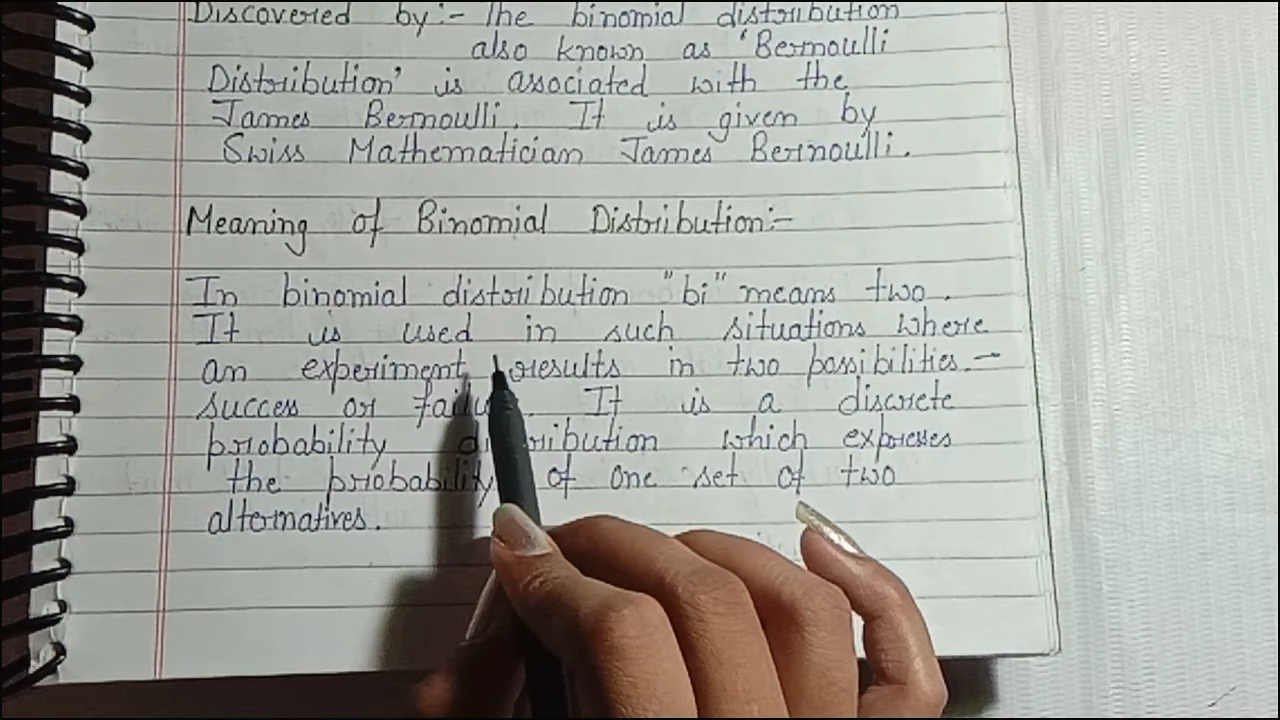 Discovered by:- The binomial distribution
also known as 'Bernoulli
Distribution' is associated with the
James Bernoulli. It is given by
Swiss Mathematician James Bernoulli.
Meaning of Binomial Distribution:-
In binomial distribution "bi" means two.
It is used in such situations where
an experiment results in two possibilities.-
success or failure. It is a discrete
probability distribution which expresses
the probability of one set of two
alternatives.